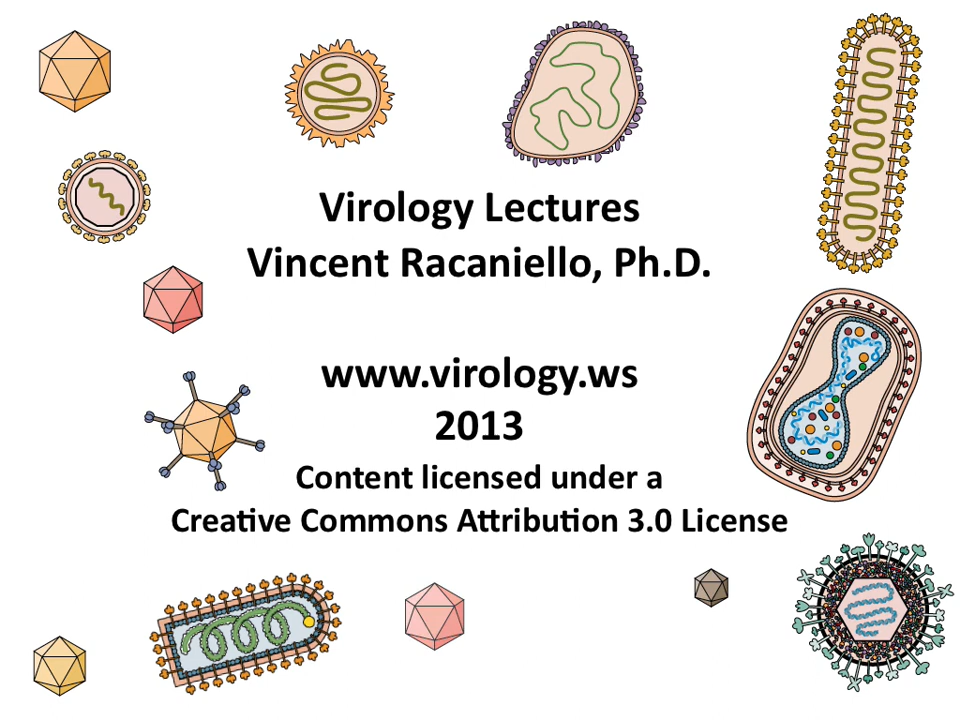 Virology Lectures
Vincent Racaniello, Ph.D.
www.virology.ws
2013
Content licensed under a
Creative Commons Attribution 3.0 License